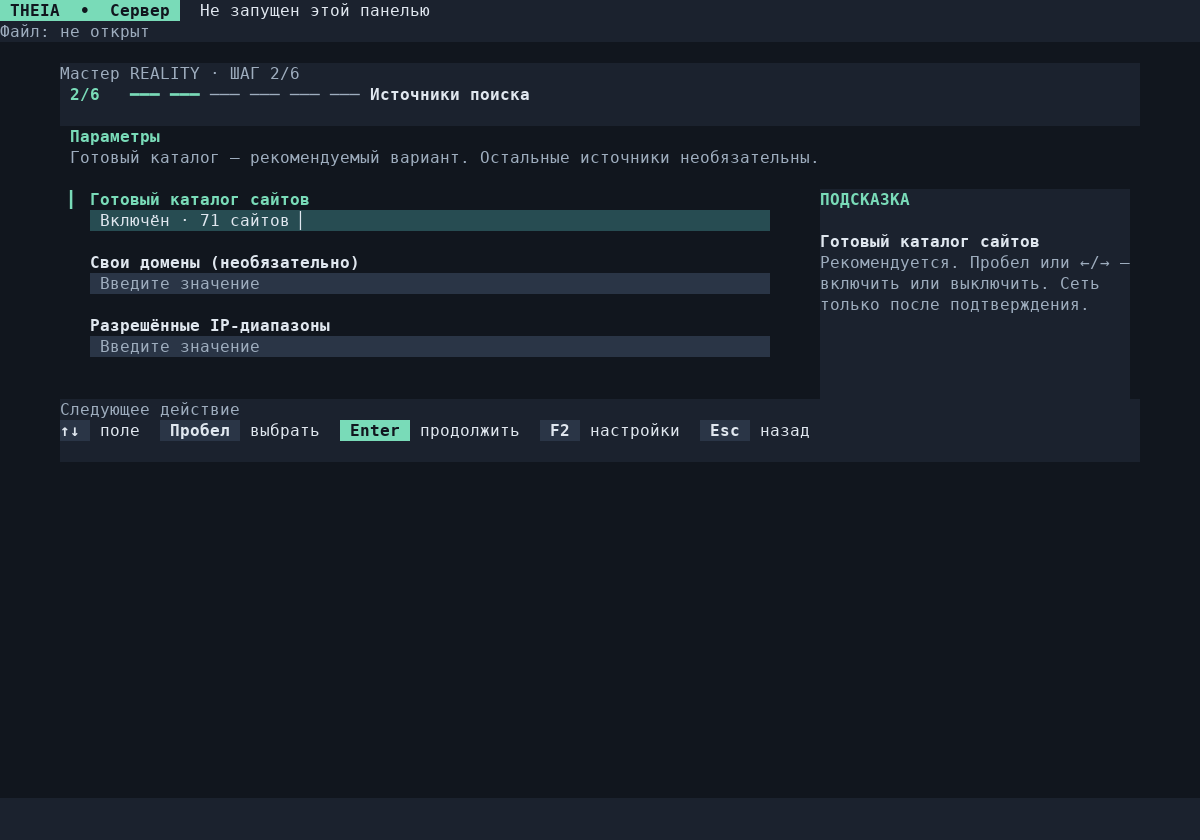 THEIA • Сервер Не запущен этой панелью
Файл: не открыт
Мастер REALITY · ШАГ 2/6
2/6 ━━━ ━━━ ─── ─── ─── ─── Источники поиска
Параметры
Готовый каталог — рекомендуемый вариант. Остальные источники необязательны.
Готовый каталог сайтов
Включён · 71 сайтов
Свои домены (необязательно)
Введите значение
Разрешённые IP-диапазоны
Введите значение
ПОДСКАЗКА
Готовый каталог сайтов
Рекомендуется. Пробел или ←/→ —
включить или выключить. Сеть
только после подтверждения.
Следующее действие
↑↓ поле Пробел выбрать Enter продолжить F2 настройки Esc назад